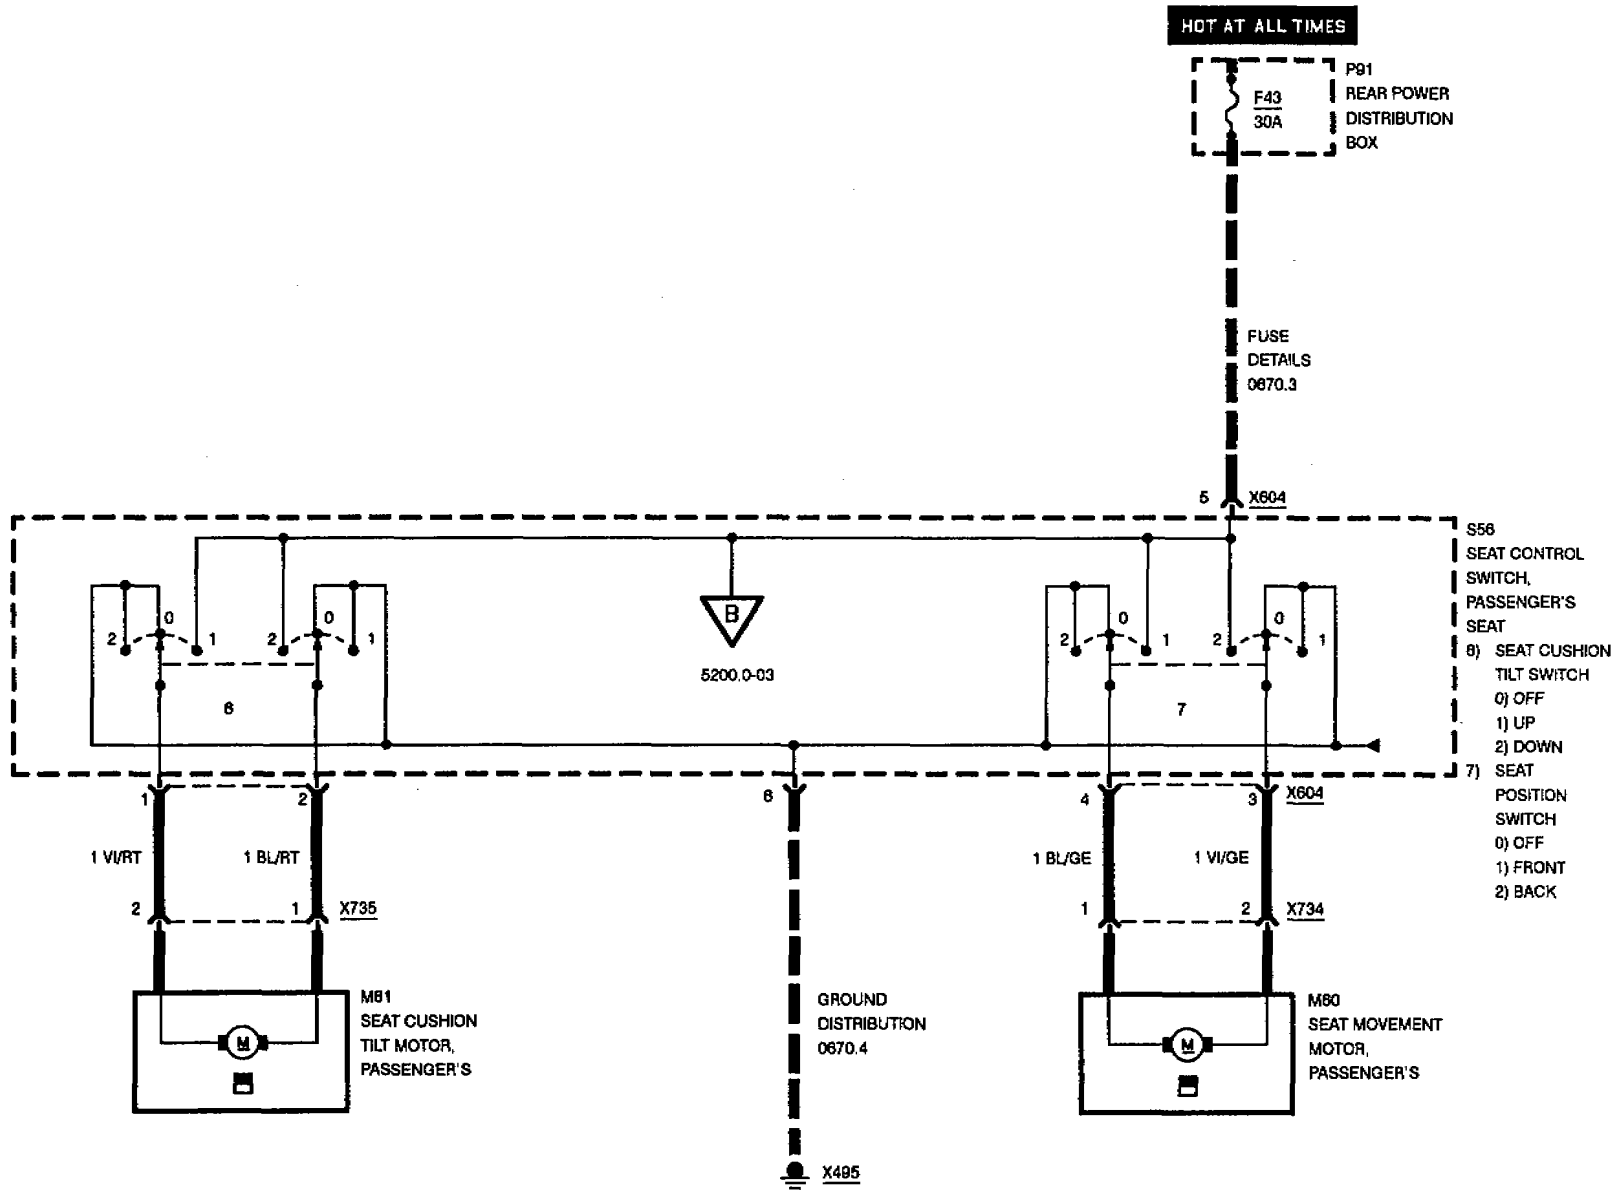 HOT AT ALL TIMES
P91
REAR POWER
DISTRIBUTION
BOX
F43
30A
FUSE
DETAILS
0670.3
5
X604
S56
SEAT CONTROL
SWITCH,
PASSENGER'S
SEAT
6) SEAT CUSHION
TILT SWITCH
0) OFF
1) UP
2) DOWN
7) SEAT
POSITION
SWITCH
0) OFF
1) FRONT
2) BACK
2 0 1
2 0 1
6
B
5200.0-03
2 0 1
2 0 1
7
1
2
6
4
3
X604
1 VI/RT
1 BL/RT
1 BL/GE
1 VI/GE
2
1
X735
1
2
X734
M61
SEAT CUSHION
TILT MOTOR,
PASSENGER'S
M
GROUND
DISTRIBUTION
0670.4
M60
SEAT MOVEMENT
MOTOR,
PASSENGER'S
M
X495